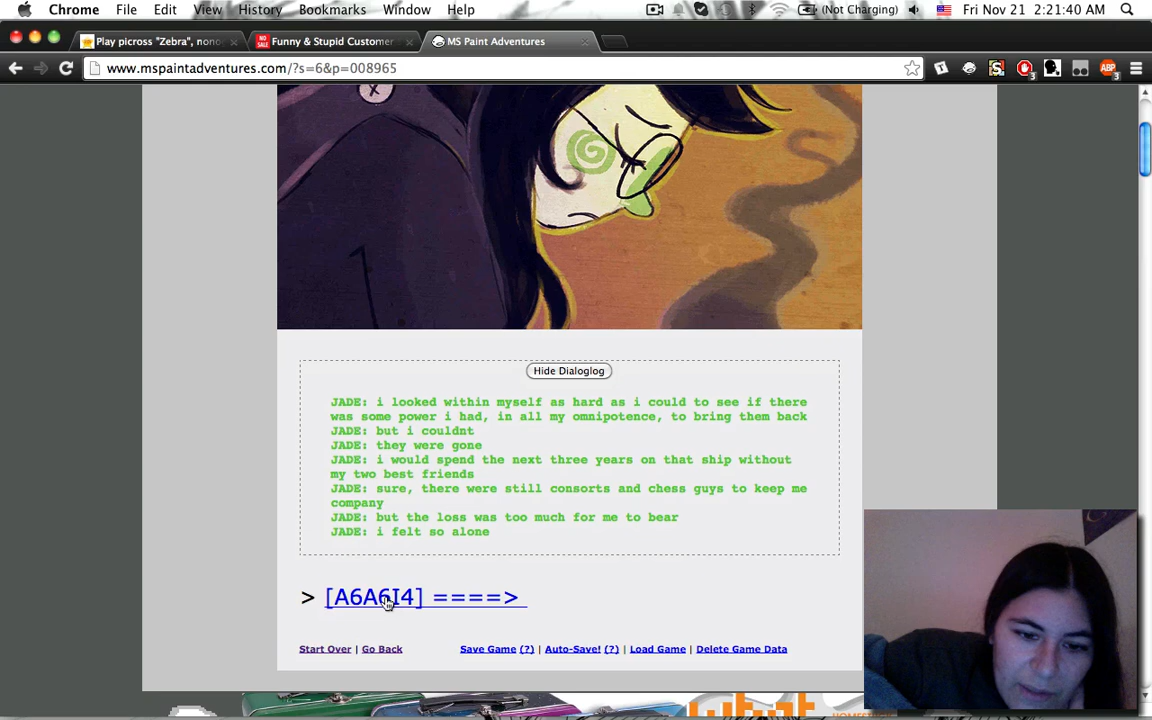 Chrome File Edit View History Bookmarks Window Help (Not Charging) Fri Nov 21 2:21:40 AM
Play picross "Zebra", nono
Funny & Stupid Customer
MS Paint Adventures
www.mspaintadventures.com/?s=6&p=008965
Hide Dialoglog
JADE: i looked within myself as hard as i could to see if there
was some power i had, in all my omnipotence, to bring them back
JADE: but i couldnt
JADE: they were gone
JADE: i would spend the next three years on that ship without
my two best friends
JADE: sure, there were still consorts and chess guys to keep me
company
JADE: but the loss was too much for me to bear
JADE: i felt so alone
> [A6A6I4] ====>
Start Over | Go Back Save Game (?) | Auto-Save! (?) | Load Game | Delete Game Data